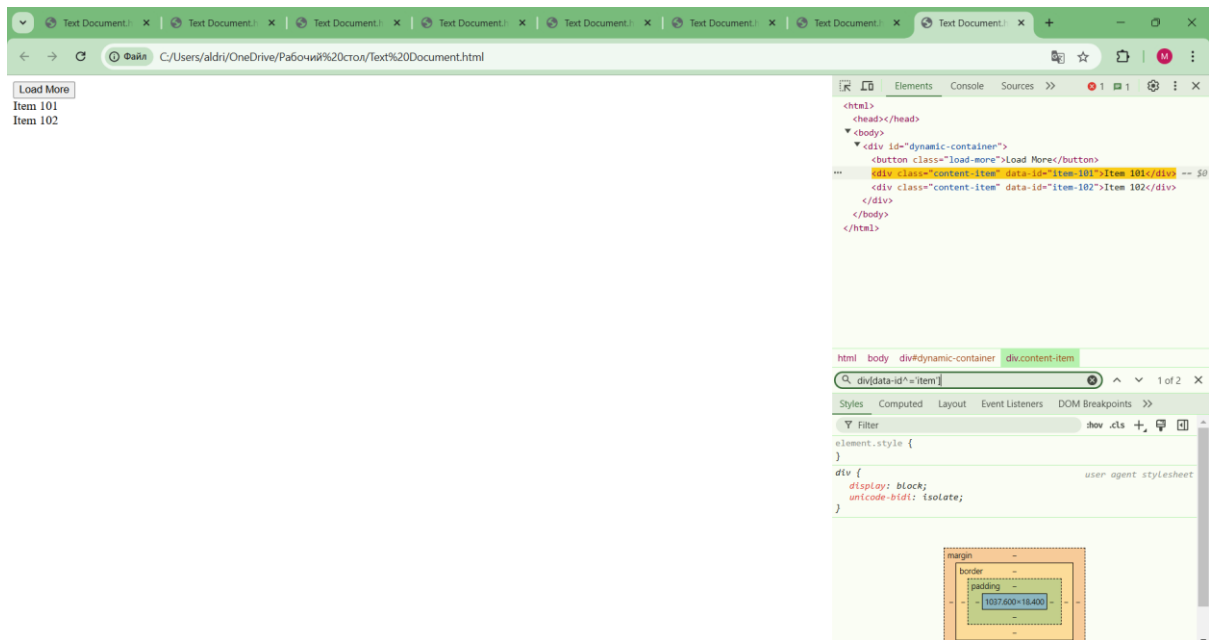 Text Document.h Text Document.h Text Document.h Text Document.h Text Document.h Text Document.h Text Document.h Text Document.h
Файл C:/Users/aldri/OneDrive/Рабочий%20стол/Text%20Document.html M
Load More
Item 101
Item 102
Elements Console Sources 1 1
<html>
<head></head>
<body>
<div id="dynamic-container">
<button class="load-more">Load More</button>
... <div class="content-item" data-id="item-101">Item 101</div> == $0
<div class="content-item" data-id="item-102">Item 102</div>
</div>
</body>
</html>
html body div#dynamic-container div.content-item
div[data-id^='item'] 1 of 2
Styles Computed Layout Event Listeners DOM Breakpoints
Filter :hov .cls
element.style {
}
div { user agent stylesheet
display: block;
unicode-bidi: isolate;
}
margin -
border -
padding -
- - - 1037.600×18.400 - - -
-
-